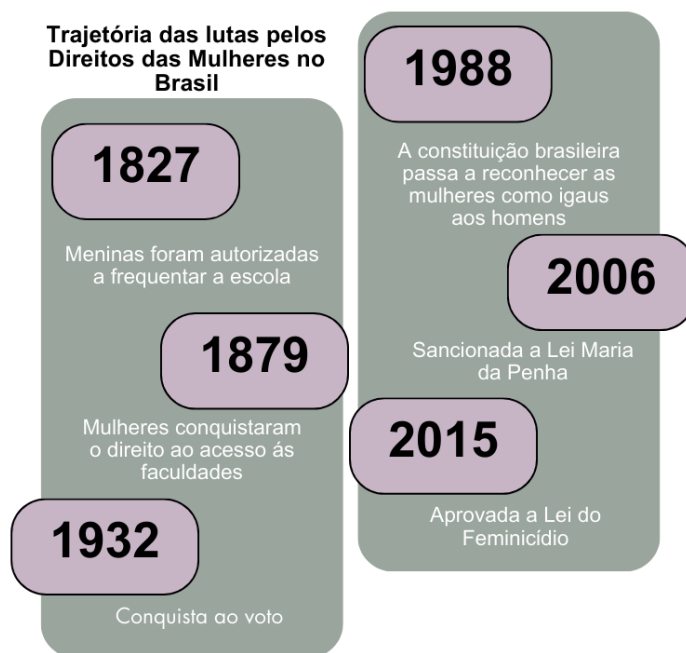 Trajetória das lutas pelos
Direitos das Mulheres no
Brasil
1827
Meninas foram autorizadas
a frequentar a escola
1879
Mulheres conquistaram
o direito ao acesso ás
faculdades
1932
Conquista ao voto
1988
A constituição brasileira
passa a reconhecer as
mulheres como igaus
aos homens
2006
Sancionada a Lei Maria
da Penha
2015
Aprovada a Lei do
Feminicídio